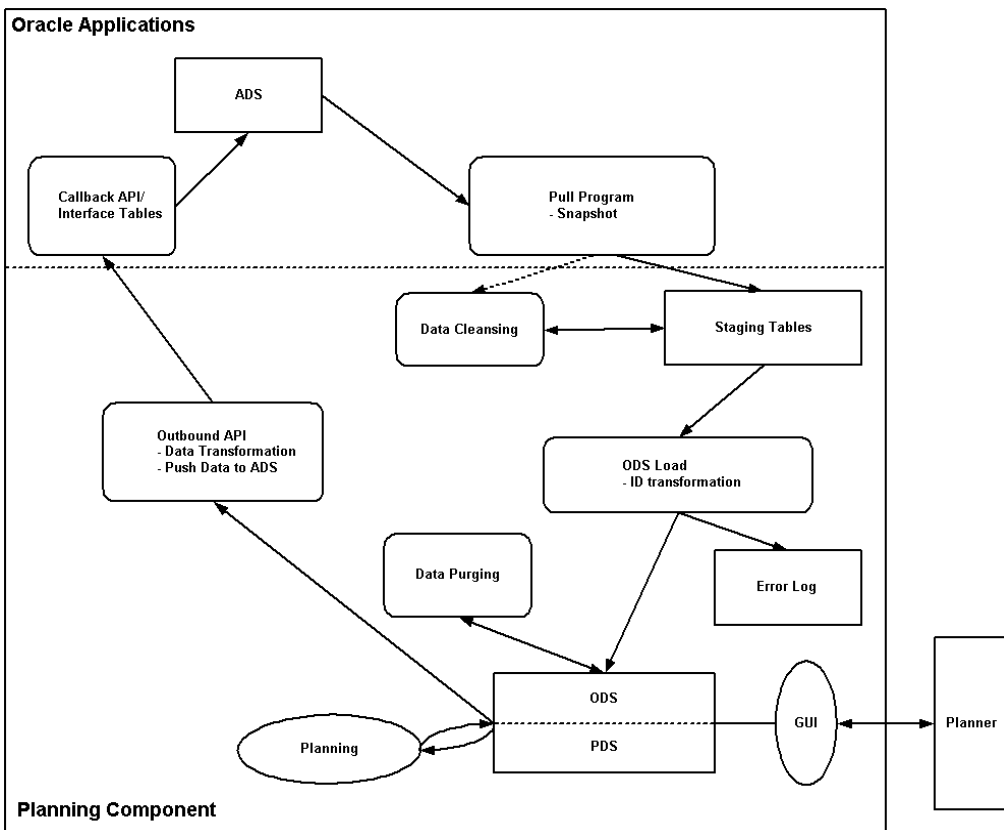 Oracle Applications
ADS
Callback API/
Interface Tables
Pull Program
- Snapshot
Data Cleansing
Staging Tables
Outbound API
- Data Transformation
- Push Data to ADS
ODS Load
- ID transformation
Data Purging
Error Log
ODS
PDS
GUI
Planner
Planning
Planning Component